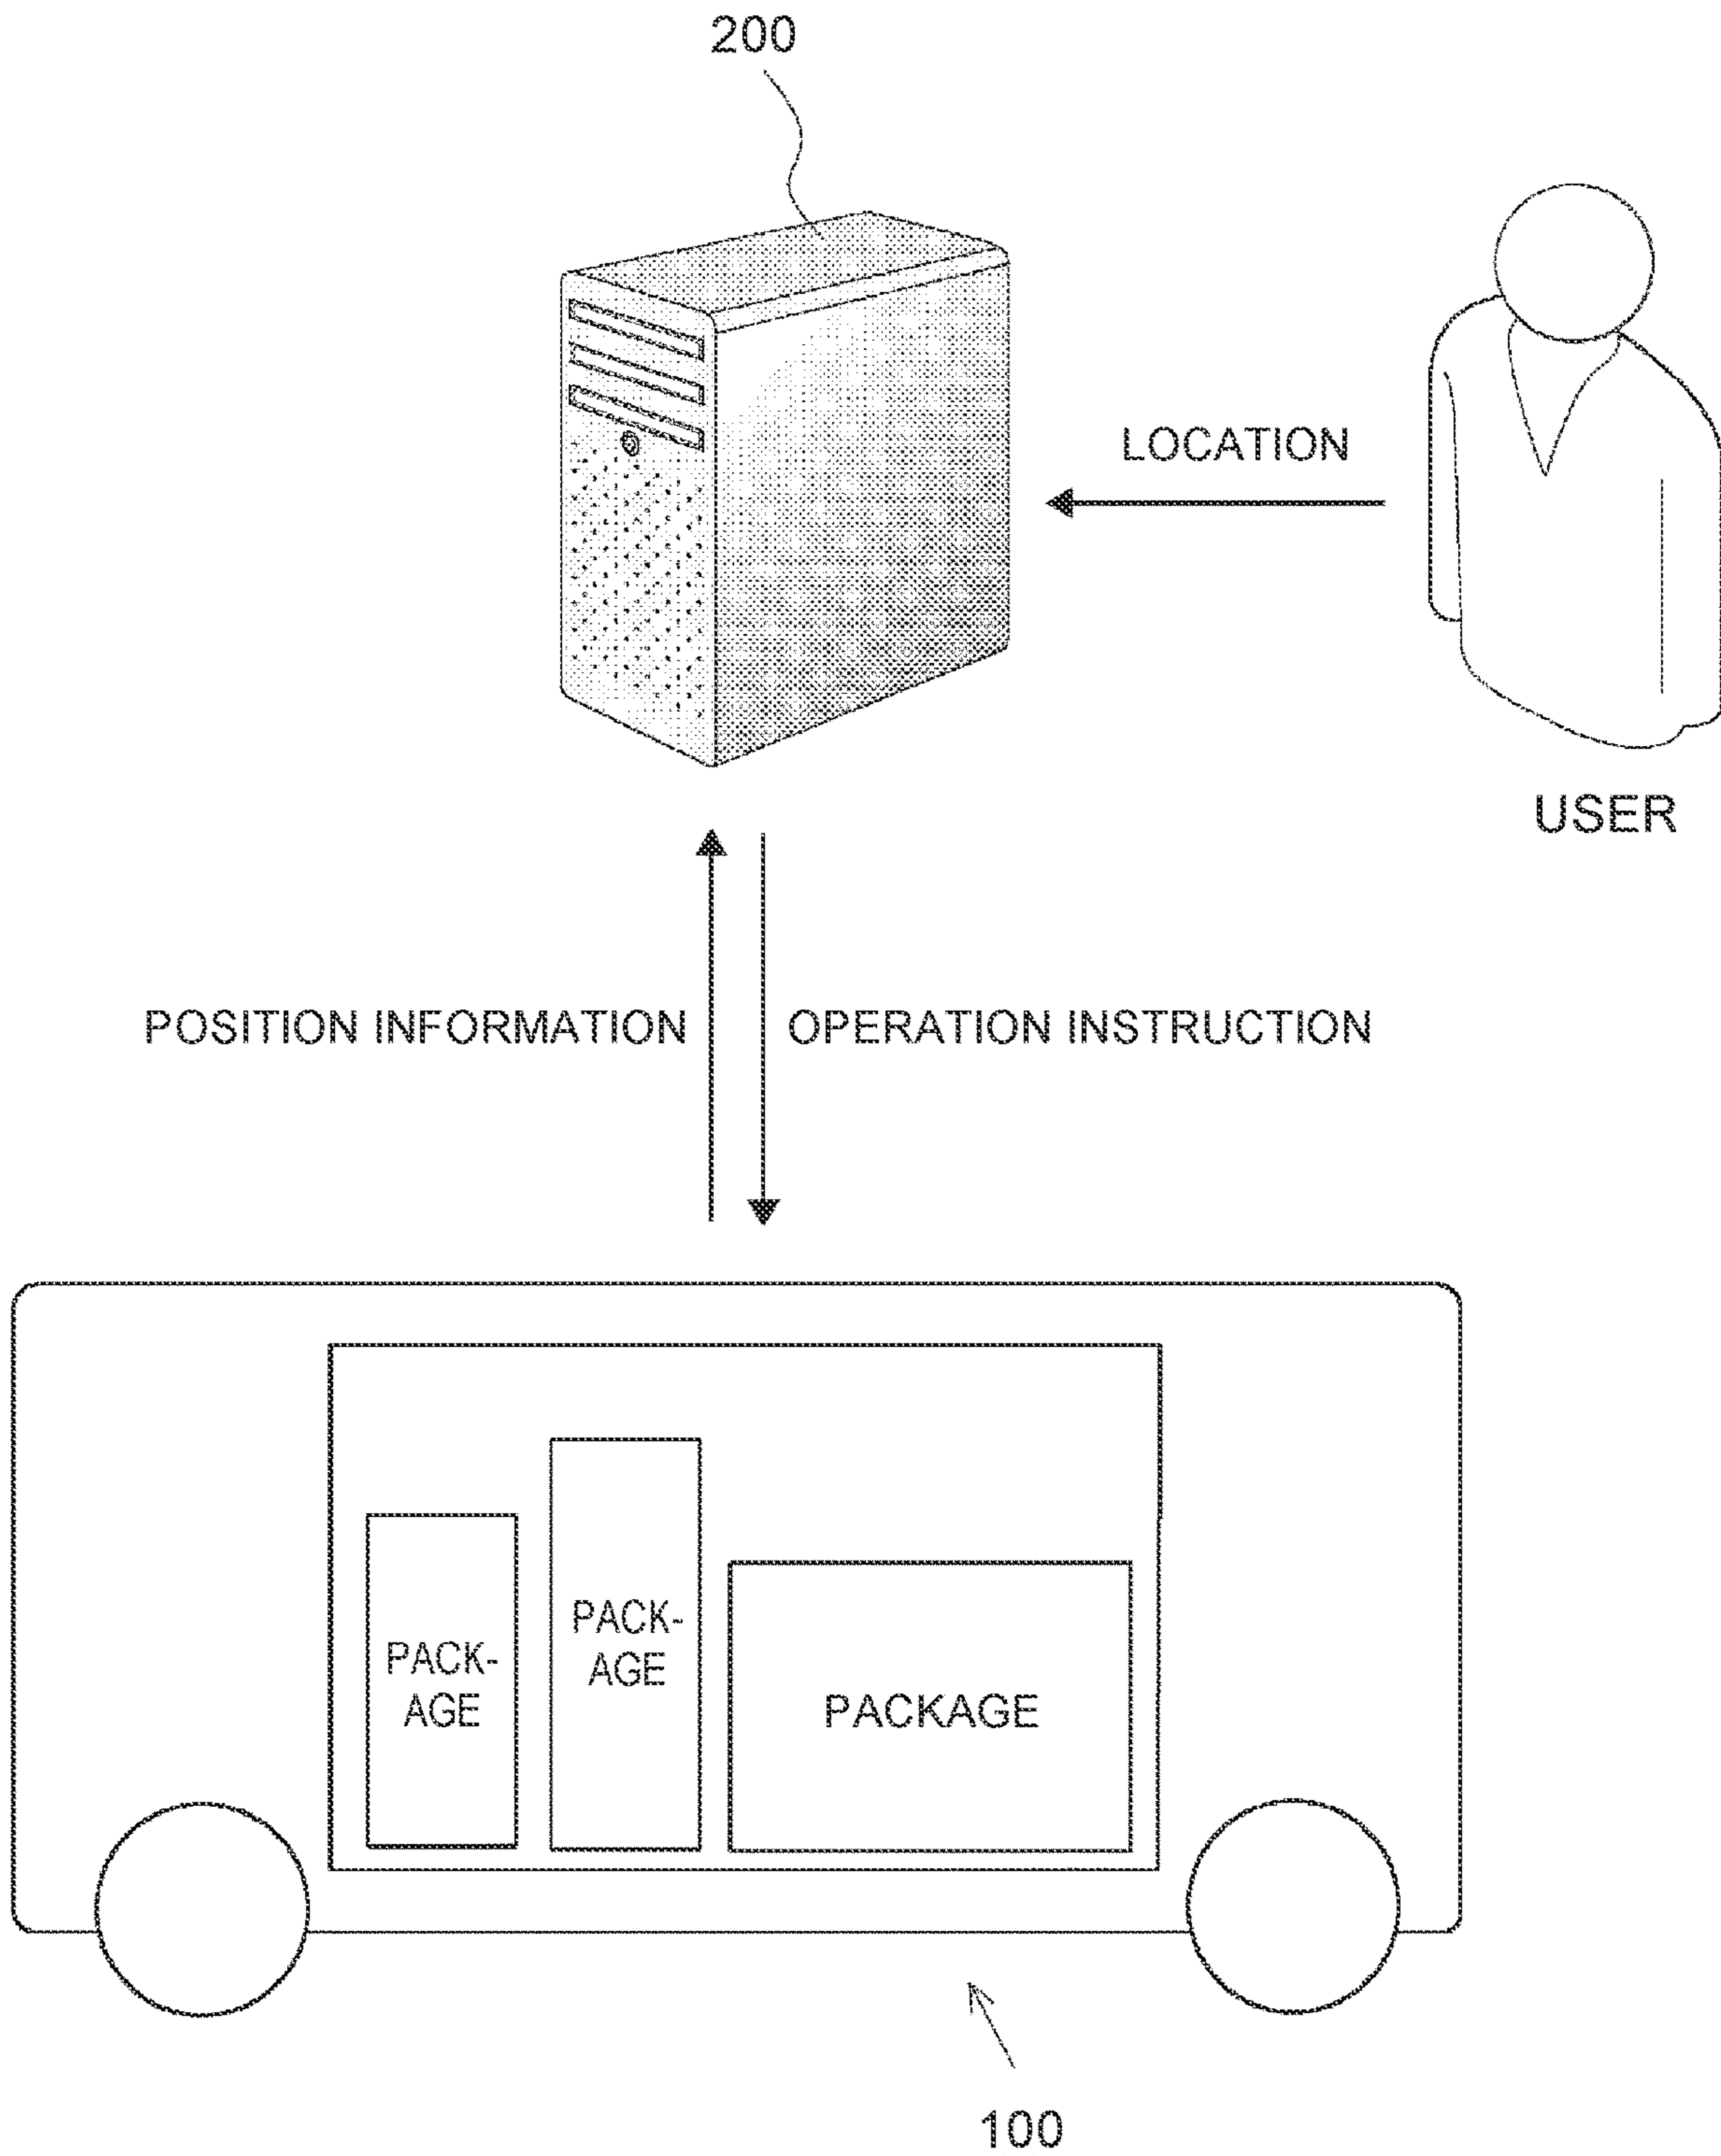 200
LOCATION
USER
POSITION INFORMATION
OPERATION INSTRUCTION
PACK-
AGE
PACK-
AGE
PACKAGE
100